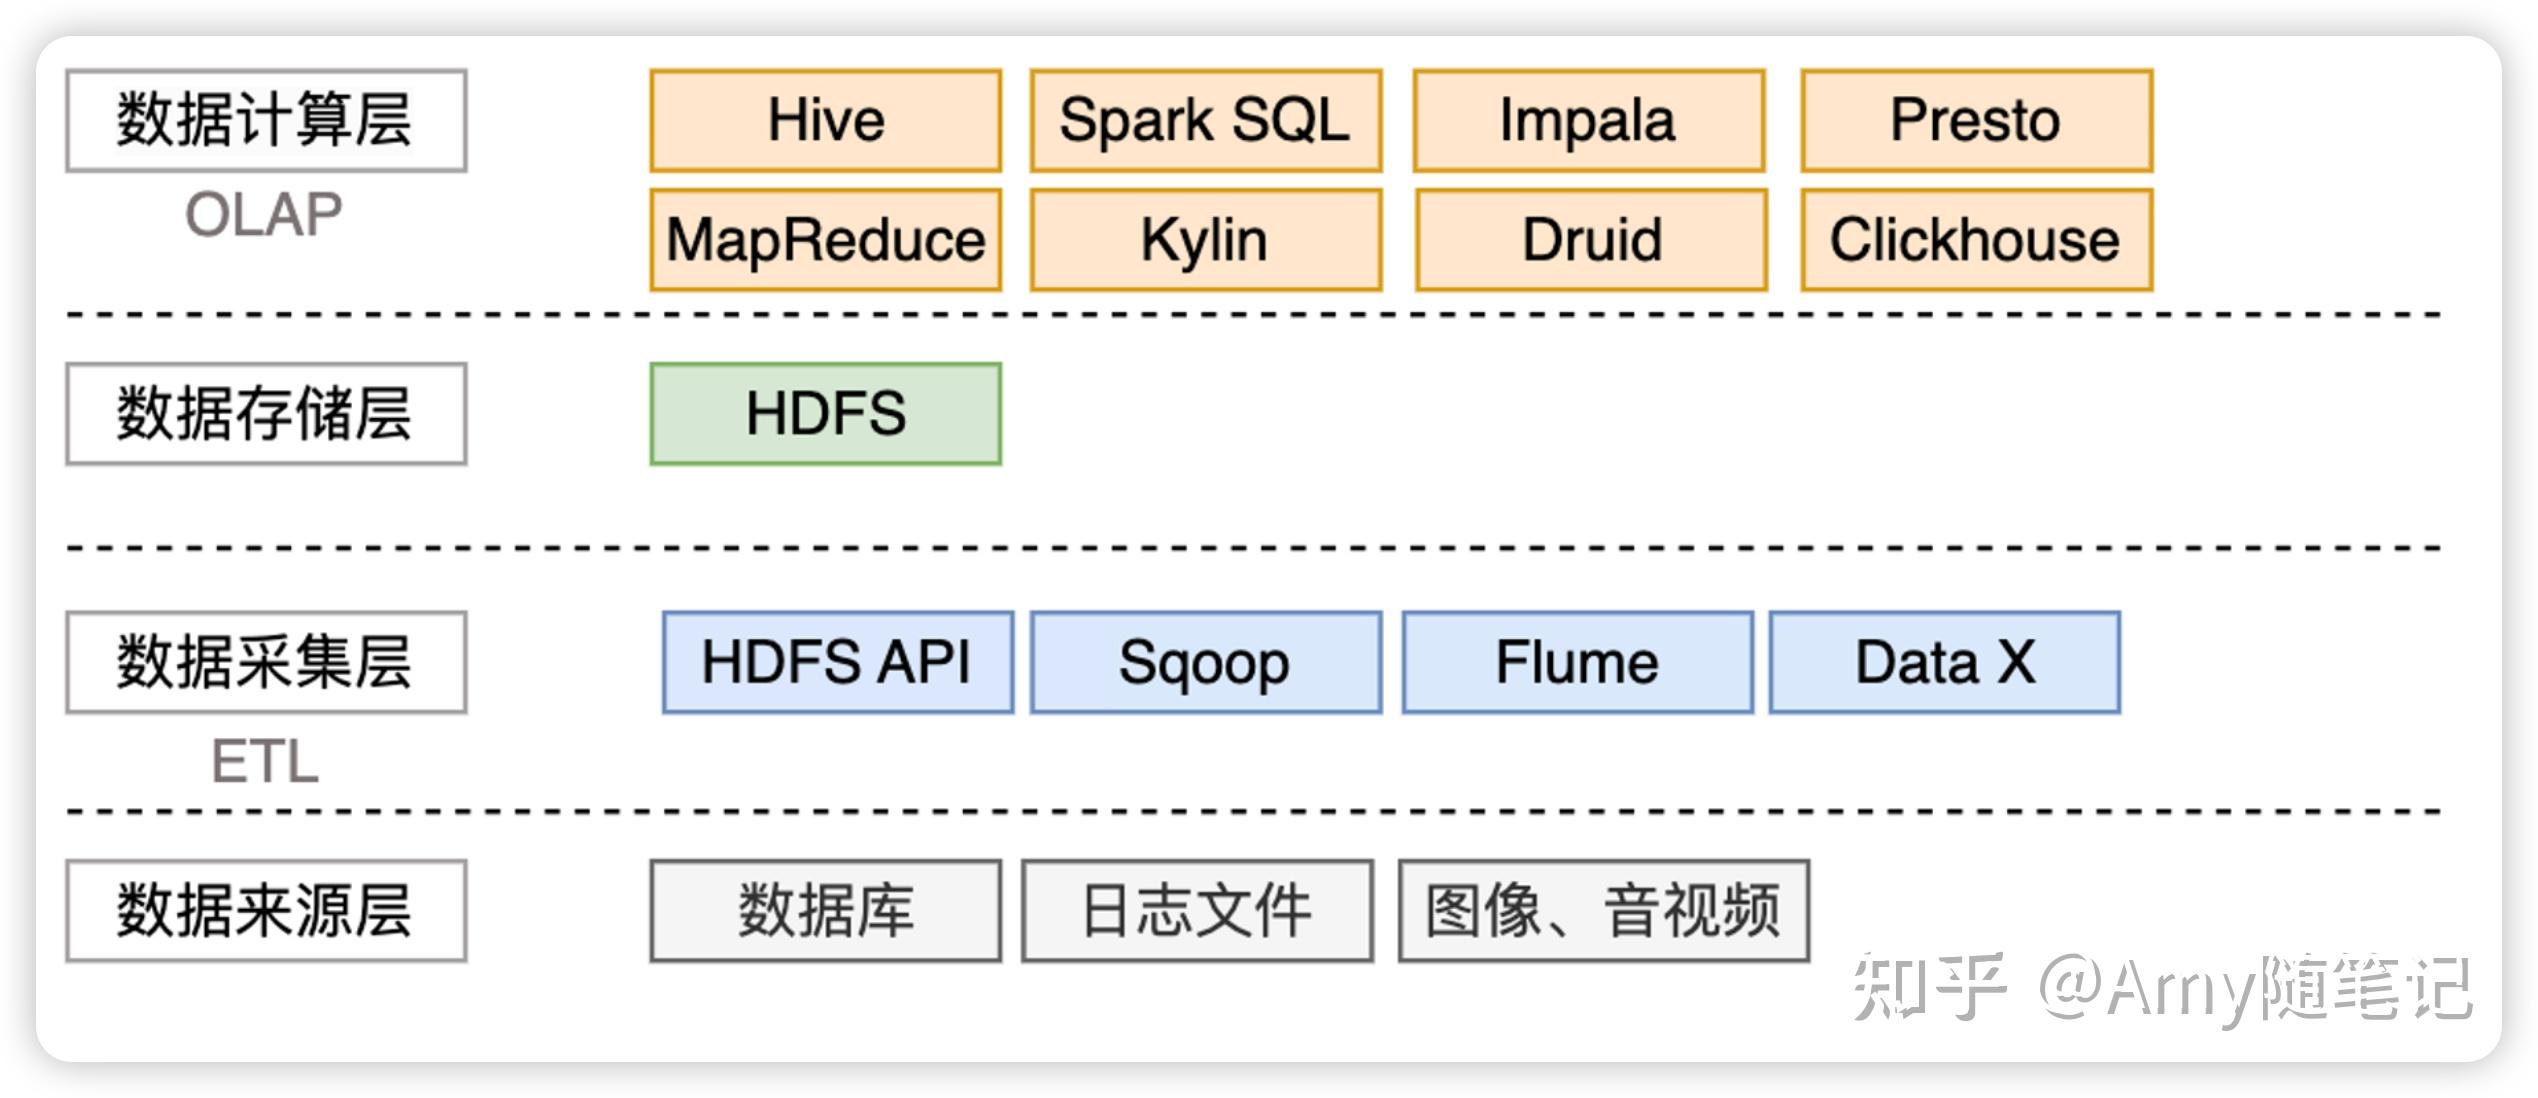 数据计算层 Hive Spark SQL Impala Presto
OLAP MapReduce Kylin Druid Clickhouse
数据存储层 HDFS
数据采集层 HDFS API Sqoop Flume Data X
ETL
数据来源层 数据库 日志文件 图像、音视频
知乎 @Amy随笔记